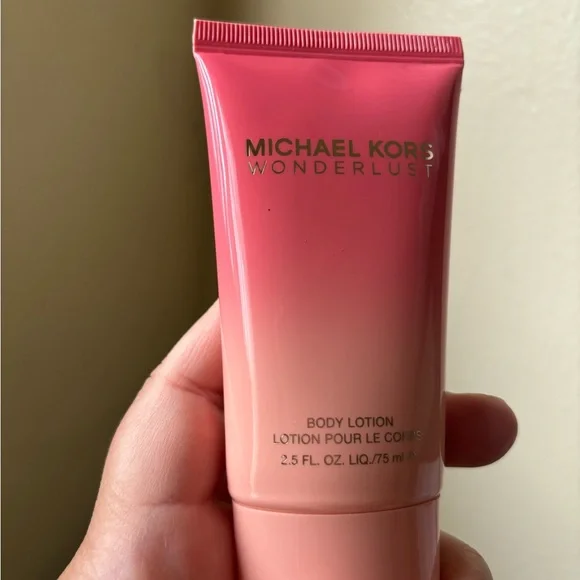 MICHAEL KORS
WONDERLUST
BODY LOTION
LOTION POUR LE CORPS
2.5 FL. OZ. LIQ./75 ml